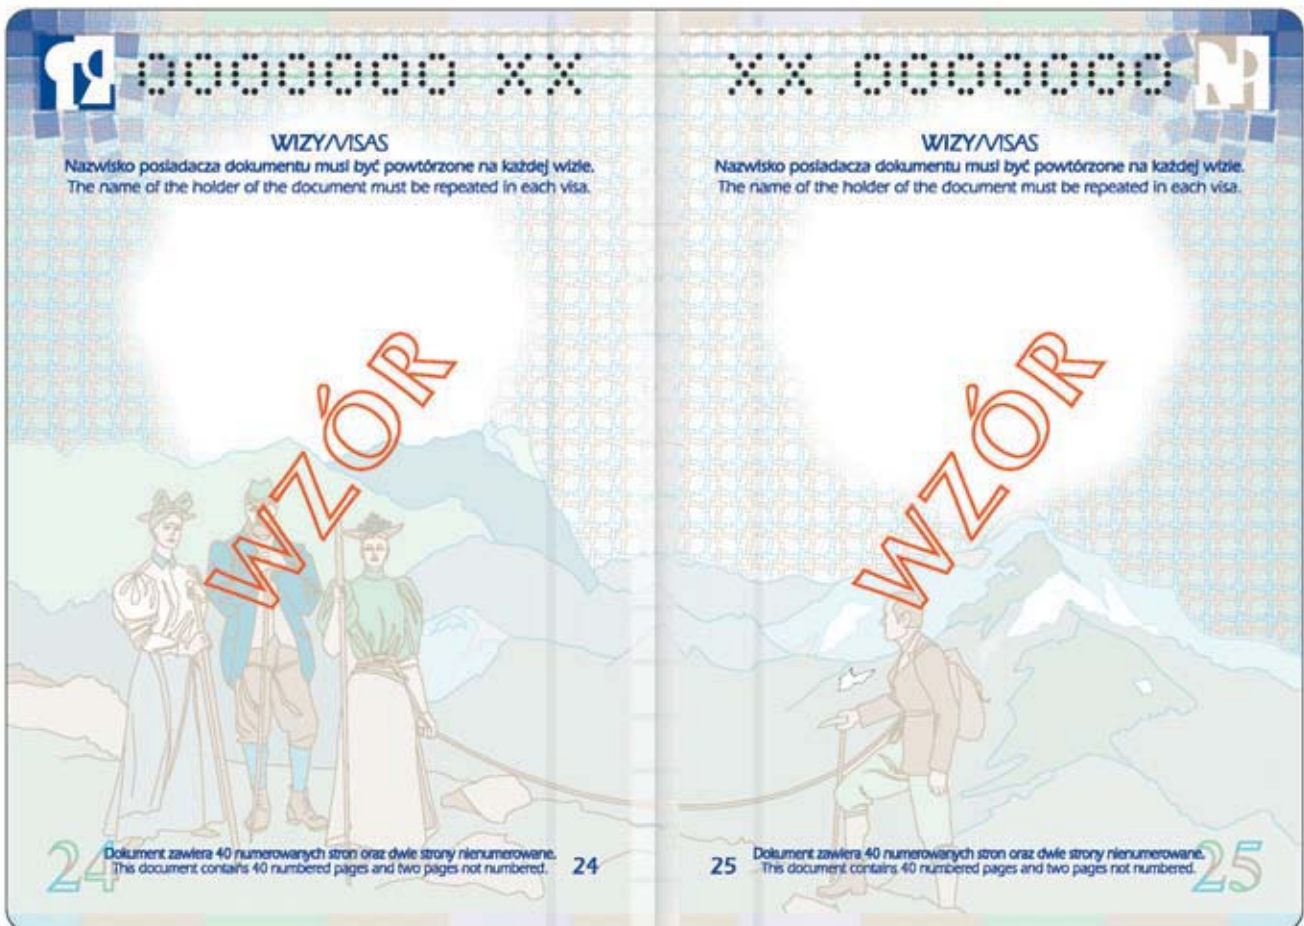 0000000 XX
WIZY/VISAS
Nazwisko posiadacza dokumentu musi być powtórzone na każdej wizie.
The name of the holder of the document must be repeated in each visa.
WZÓR
24
Dokument zawiera 40 numerowanych stron oraz dwie strony nienumerowane.
This document contains 40 numbered pages and two pages not numbered.
24
XX 0000000
WIZY/VISAS
Nazwisko posiadacza dokumentu musi być powtórzone na każdej wizie.
The name of the holder of the document must be repeated in each visa.
WZÓR
25
Dokument zawiera 40 numerowanych stron oraz dwie strony nienumerowane.
This document contains 40 numbered pages and two pages not numbered.
25